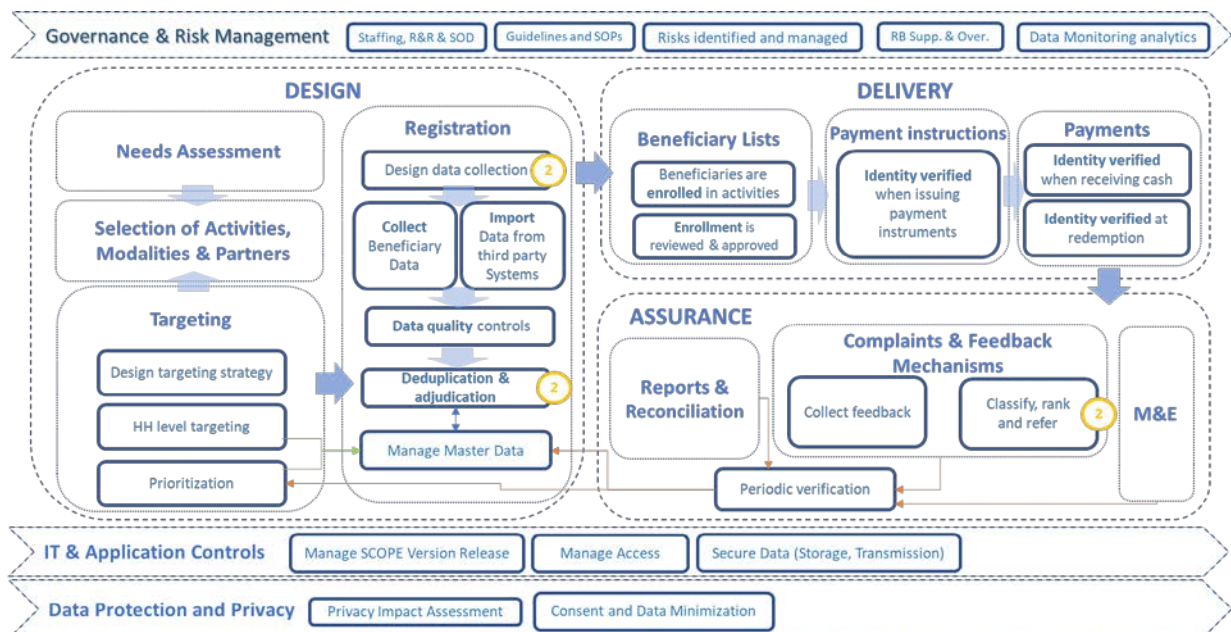 Governance & Risk Management
Staffing, R&R & SOD
Guidelines and SOPs
Risks identified and managed
RB Supp. & Over.
Data Monitoring analytics
DESIGN
Needs Assessment
Selection of Activities,
Modalities & Partners
Targeting
Design targeting strategy
HH level targeting
Prioritization
Registration
Design data collection
2
Collect
Beneficiary
Data
Import
Data from
third party
Systems
Data quality controls
Deduplication &
adjudication
2
Manage Master Data
DELIVERY
Beneficiary Lists
Beneficiaries are
enrolled in activities
Enrollment is
reviewed & approved
Payment instructions
Identity verified
when issuing
payment
instruments
Payments
Identity verified
when receiving cash
Identity verified at
redemption
ASSURANCE
Reports &
Reconciliation
Complaints & Feedback
Mechanisms
Collect feedback
Classify, rank
and refer
2
M&E
Periodic verification
IT & Application Controls
Manage SCOPE Version Release
Manage Access
Secure Data (Storage, Transmission)
Data Protection and Privacy
Privacy Impact Assessment
Consent and Data Minimization